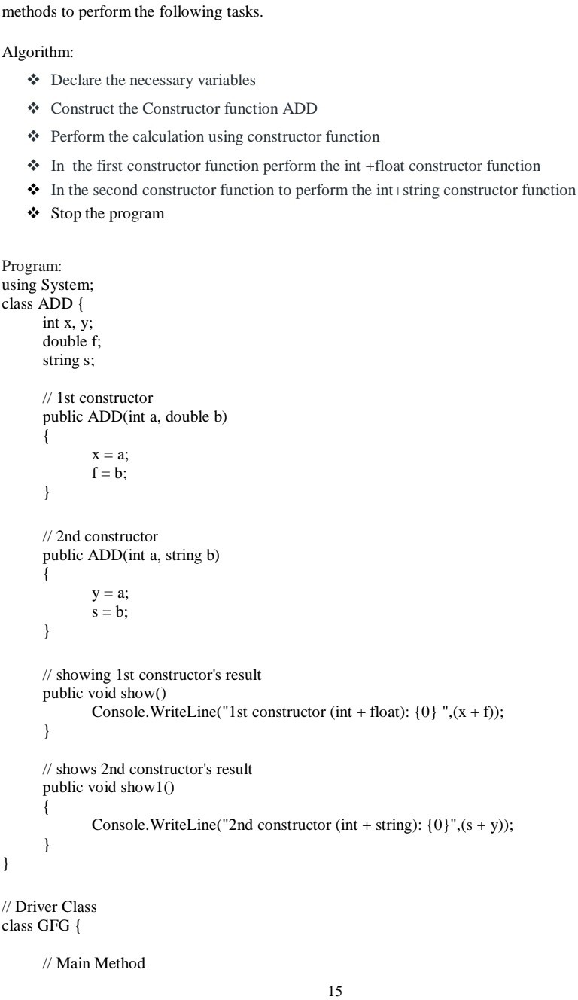 methods to perform the following tasks.
Algorithm:
❖ Declare the necessary variables
❖ Construct the Constructor function ADD
❖ Perform the calculation using constructor function
❖ In the first constructor function perform the int +float constructor function
❖ In the second constructor function to perform the int+string constructor function
❖ Stop the program
Program:
using System;
class ADD {
int x, y;
double f;
string s;
// 1st constructor
public ADD(int a, double b)
{
x = a;
f = b;
}
// 2nd constructor
public ADD(int a, string b)
{
y = a;
s = b;
}
// showing 1st constructor's result
public void show()
Console.WriteLine("1st constructor (int + float): {0} ",(x + f));
}
// shows 2nd constructor's result
public void show1()
{
Console.WriteLine("2nd constructor (int + string): {0}",(s + y));
}
}
// Driver Class
class GFG {
// Main Method
15